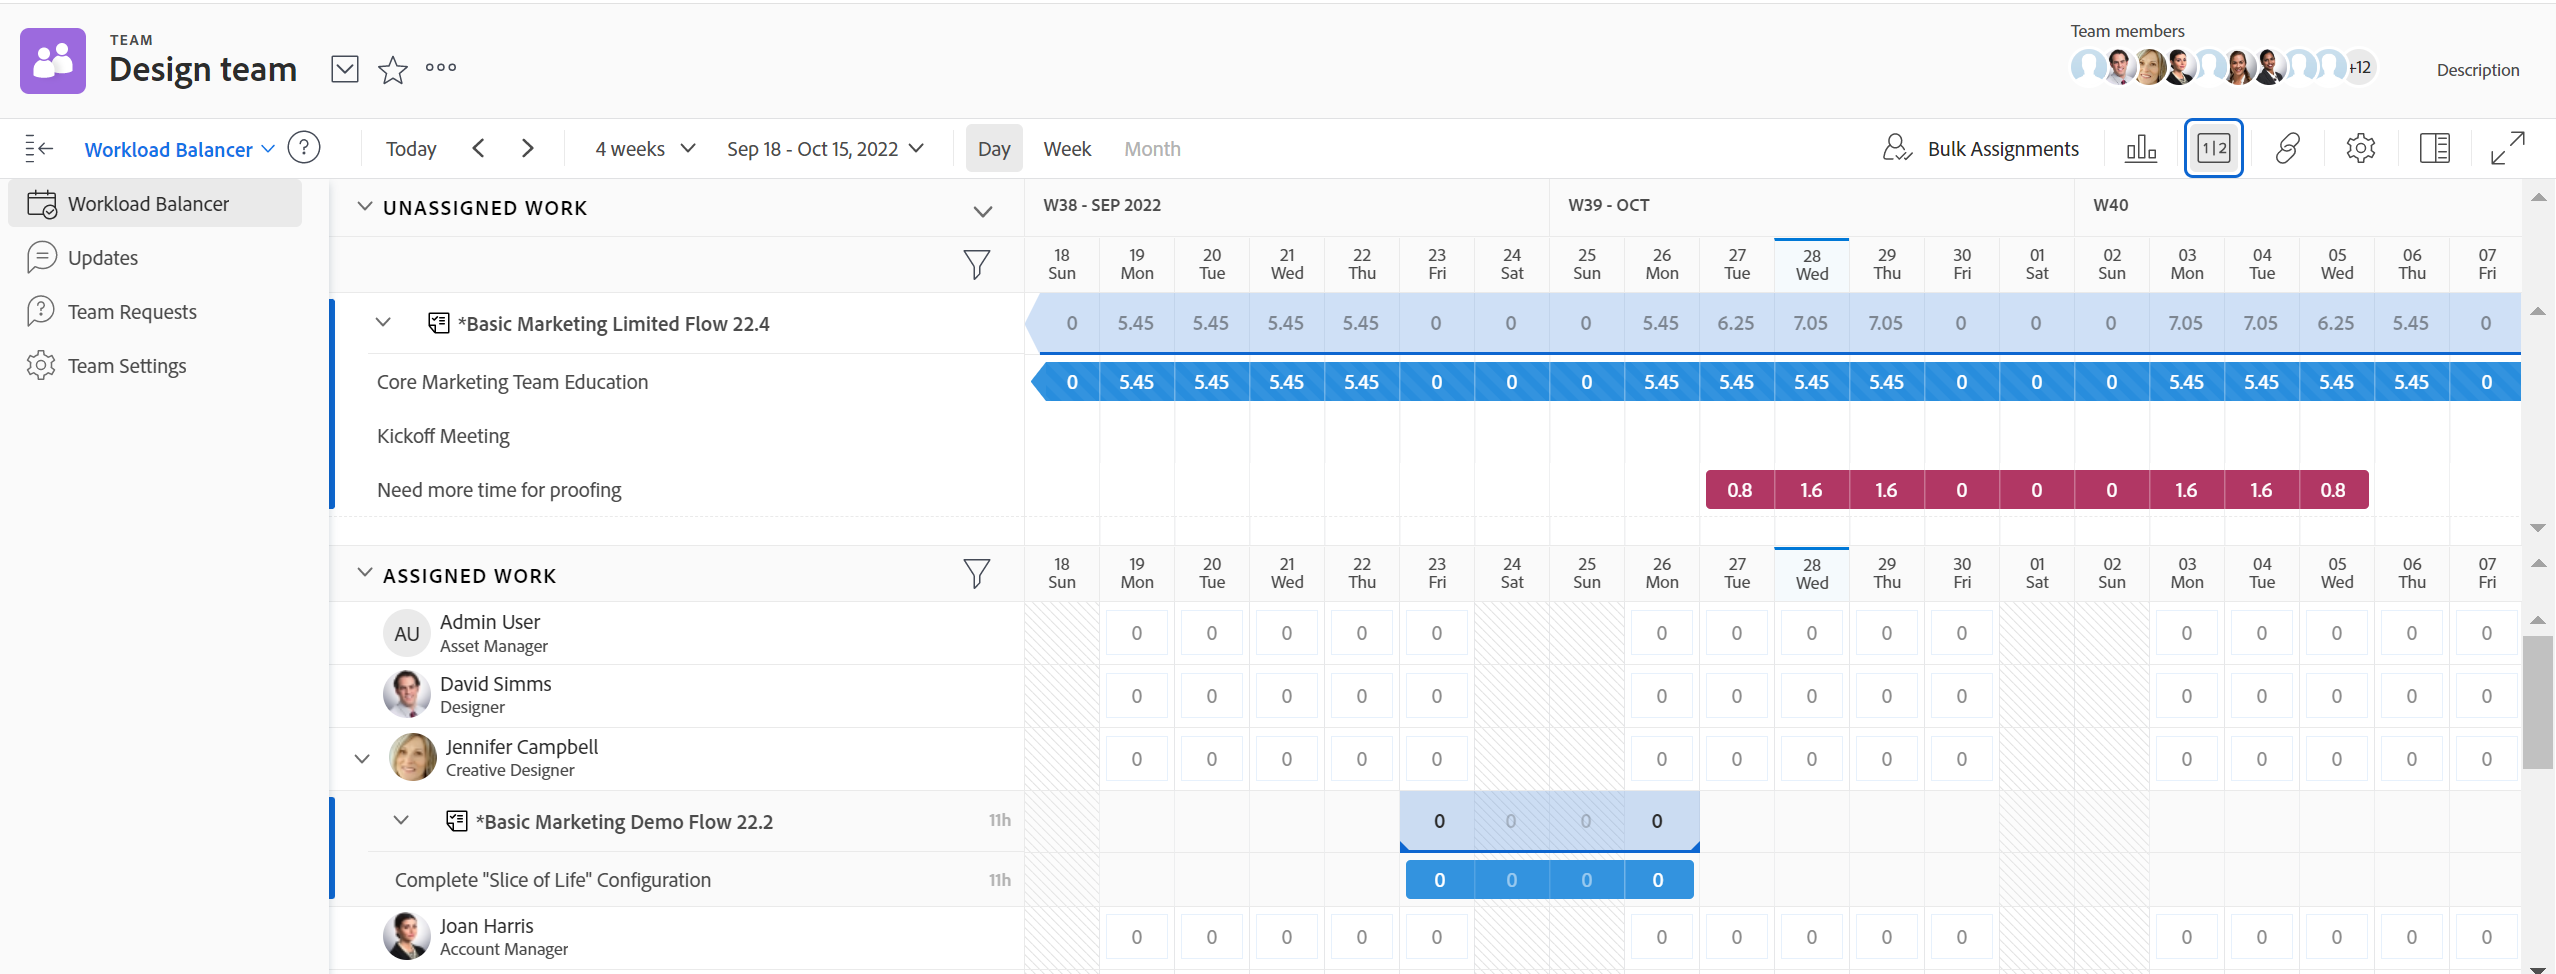 TEAM
Design team
Team members
+12
Description
Workload Balancer
?
Today
4 weeks
Sep 18 - Oct 15, 2022
Day
Week
Month
Bulk Assignments
1|2
Workload Balancer
Updates
Team Requests
Team Settings
UNASSIGNED WORK
W38 - SEP 2022
W39 - OCT
W40
18 19 20 21 22 23 24 25 26 27 28 29 30 01 02 03 04 05 06 07
Sun Mon Tue Wed Thu Fri Sat Sun Mon Tue Wed Thu Fri Sat Sun Mon Tue Wed Thu Fri
*Basic Marketing Limited Flow 22.4
0 5.45 5.45 5.45 5.45 0 0 0 5.45 6.25 7.05 7.05 0 0 0 7.05 7.05 6.25 5.45 0
Core Marketing Team Education
0 5.45 5.45 5.45 5.45 0 0 0 5.45 5.45 5.45 5.45 0 0 0 5.45 5.45 5.45 5.45 0
Kickoff Meeting
Need more time for proofing
0.8 1.6 1.6 0 0 0 1.6 1.6 0.8
ASSIGNED WORK
18 19 20 21 22 23 24 25 26 27 28 29 30 01 02 03 04 05 06 07
Sun Mon Tue Wed Thu Fri Sat Sun Mon Tue Wed Thu Fri Sat Sun Mon Tue Wed Thu Fri
AU
Admin User
Asset Manager
0 0 0 0 0 0 0 0 0 0 0 0 0 0 0
David Simms
Designer
0 0 0 0 0 0 0 0 0 0 0 0 0 0 0
Jennifer Campbell
Creative Designer
0 0 0 0 0 0 0 0 0 0 0 0 0 0 0
*Basic Marketing Demo Flow 22.2
11h
0 0 0 0
Complete "Slice of Life" Configuration
11h
0 0 0 0
Joan Harris
Account Manager
0 0 0 0 0 0 0 0 0 0 0 0 0 0 0